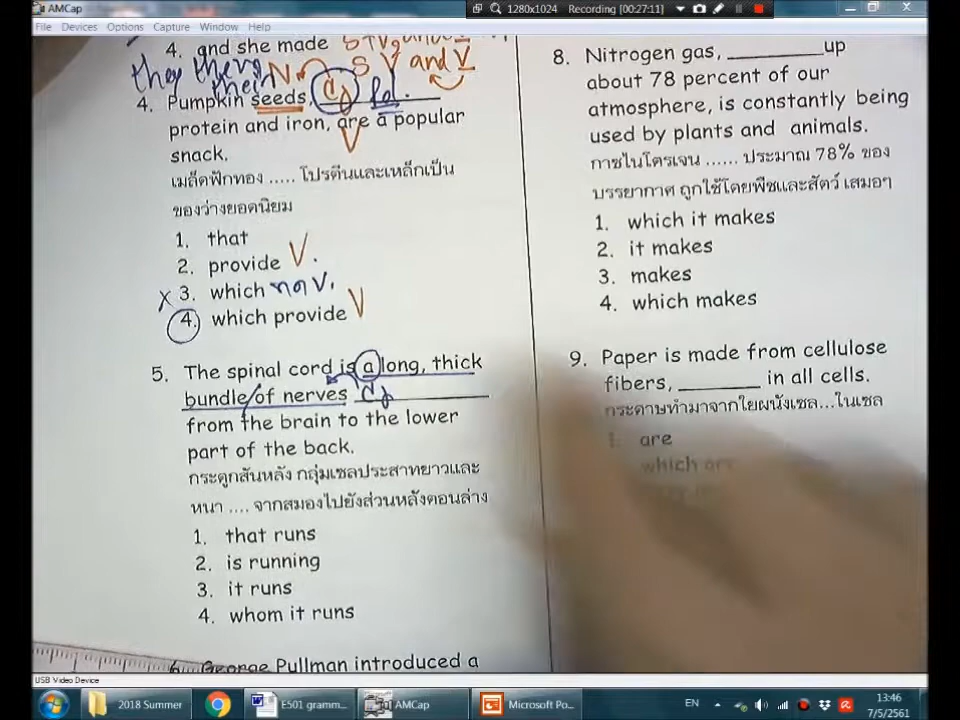 AMCap
1280x1024 Recording [00:27:11]
File Devices Options Capture Window Help
4. and she made S V and V
they there N S V and V
their
4. Pumpkin seeds, Cj
protein and iron, are a popular
V
snack.
เมล็ดฟักทอง ..... โปรตีนและเหล็กเป็น
ของว่างยอดนิยม
1. that
2. provide V.
X 3. which
4. which provide V
5. The spinal cord is a long, thick
bundle of nerves Cj
from the brain to the lower
part of the back.
กระดูกสันหลัง กลุ่มเซลประสาทยาวและ
หนา .... จากสมองไปยังส่วนหลังตอนล่าง
1. that runs
2. is running
3. it runs
4. whom it runs
6. George Pullman introduced a
8. Nitrogen gas, _________ up
about 78 percent of our
atmosphere, is constantly being
used by plants and animals.
กาซไนโตรเจน ...... ประมาณ 78% ของ
บรรยากาศ ถูกใช้โดยพืชและสัตว์ เสมอๆ
1. which it makes
2. it makes
3. makes
4. which makes
9. Paper is made from cellulose
fibers, ________ in all cells.
กระดาษทำมาจากใยผนังเซล...ในเซล
1. are
which are
USB Video Device
2018 Summer
E501 gramm...
AMCap
Microsoft Po...
EN
13:46
7/5/2561